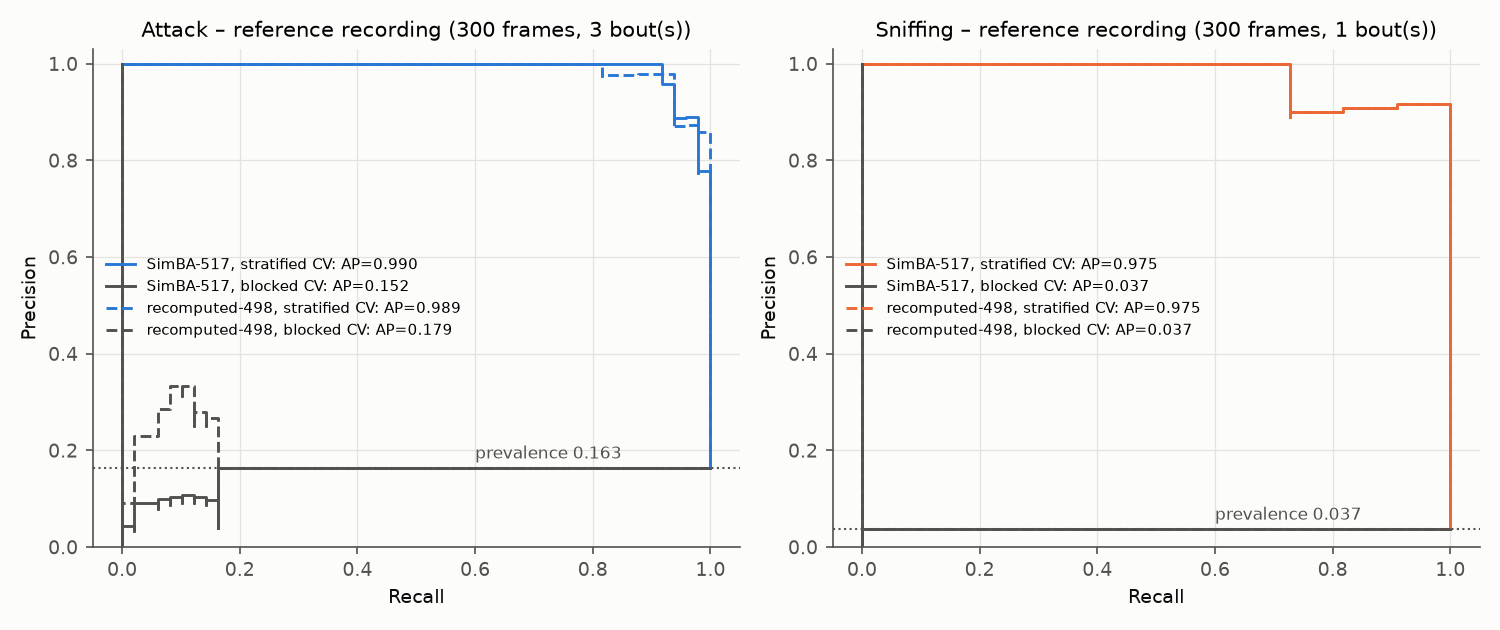 Attack – reference recording (300 frames, 3 bout(s))
Precision
1.0
0.8
0.6
0.4
0.2
0.0
SimBA-517, stratified CV: AP=0.990
SimBA-517, blocked CV: AP=0.152
recomputed-498, stratified CV: AP=0.989
recomputed-498, blocked CV: AP=0.179
prevalence 0.163
0.0 0.2 0.4 0.6 0.8 1.0
Recall
Sniffing – reference recording (300 frames, 1 bout(s))
Precision
1.0
0.8
0.6
0.4
0.2
0.0
SimBA-517, stratified CV: AP=0.975
SimBA-517, blocked CV: AP=0.037
recomputed-498, stratified CV: AP=0.975
recomputed-498, blocked CV: AP=0.037
prevalence 0.037
0.0 0.2 0.4 0.6 0.8 1.0
Recall